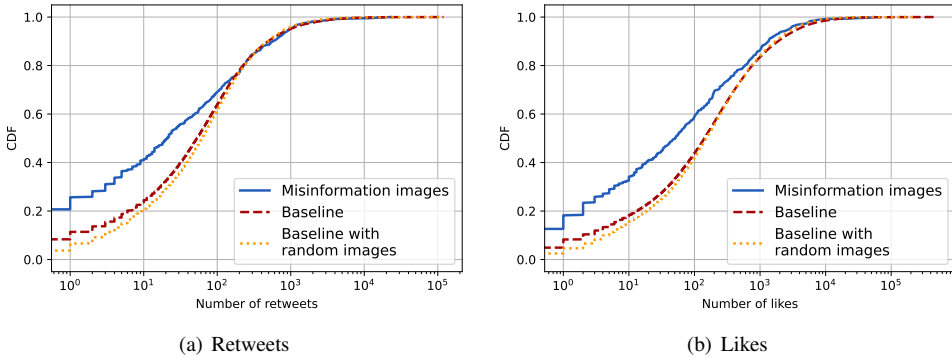 1.0
0.8
0.6
0.4
0.2
0.0
CDF
Misinformation images
Baseline
Baseline with
random images
10^0 10^1 10^2 10^3 10^4 10^5
Number of retweets
(a) Retweets
1.0
0.8
0.6
0.4
0.2
0.0
CDF
Misinformation images
Baseline
Baseline with
random images
10^0 10^1 10^2 10^3 10^4 10^5
Number of likes
(b) Likes